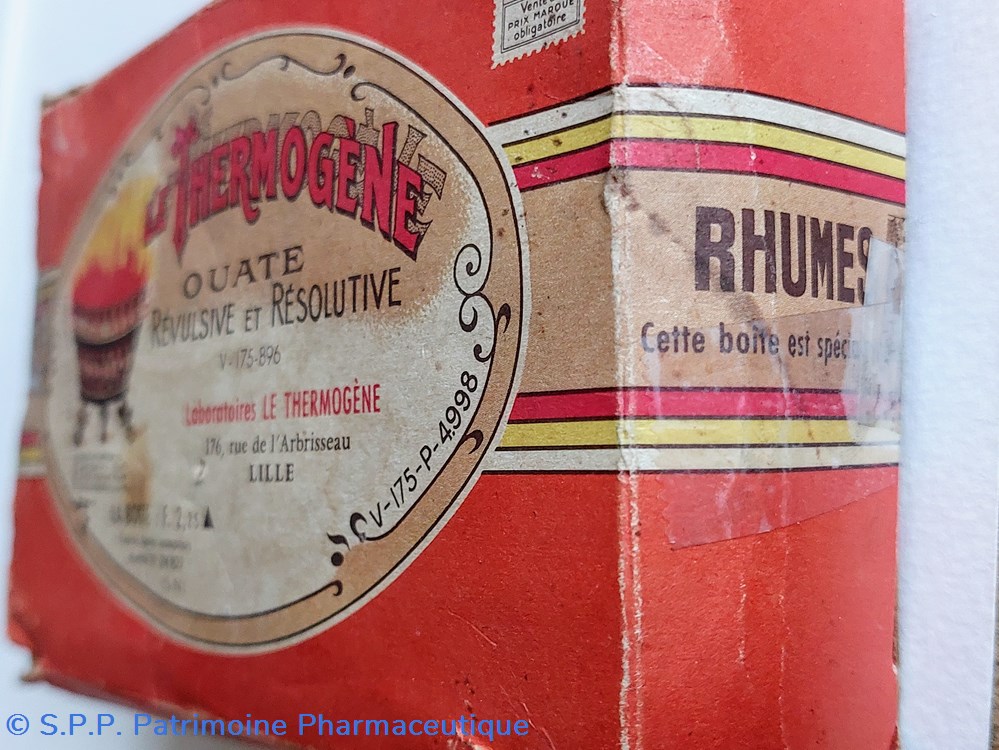 Vente
PRIX MARQUÉ
obligatoire
LE THERMOGÈNE
OUATE
RÉVULSIVE ET RÉSOLUTIVE
V-175-896
Laboratoires LE THERMOGÈNE
176, rue de l'Arbrisseau
LILLE
V-175-P-4.998
RHUMES
Cette boîte est spéci
© S.P.P. Patrimoine Pharmaceutique